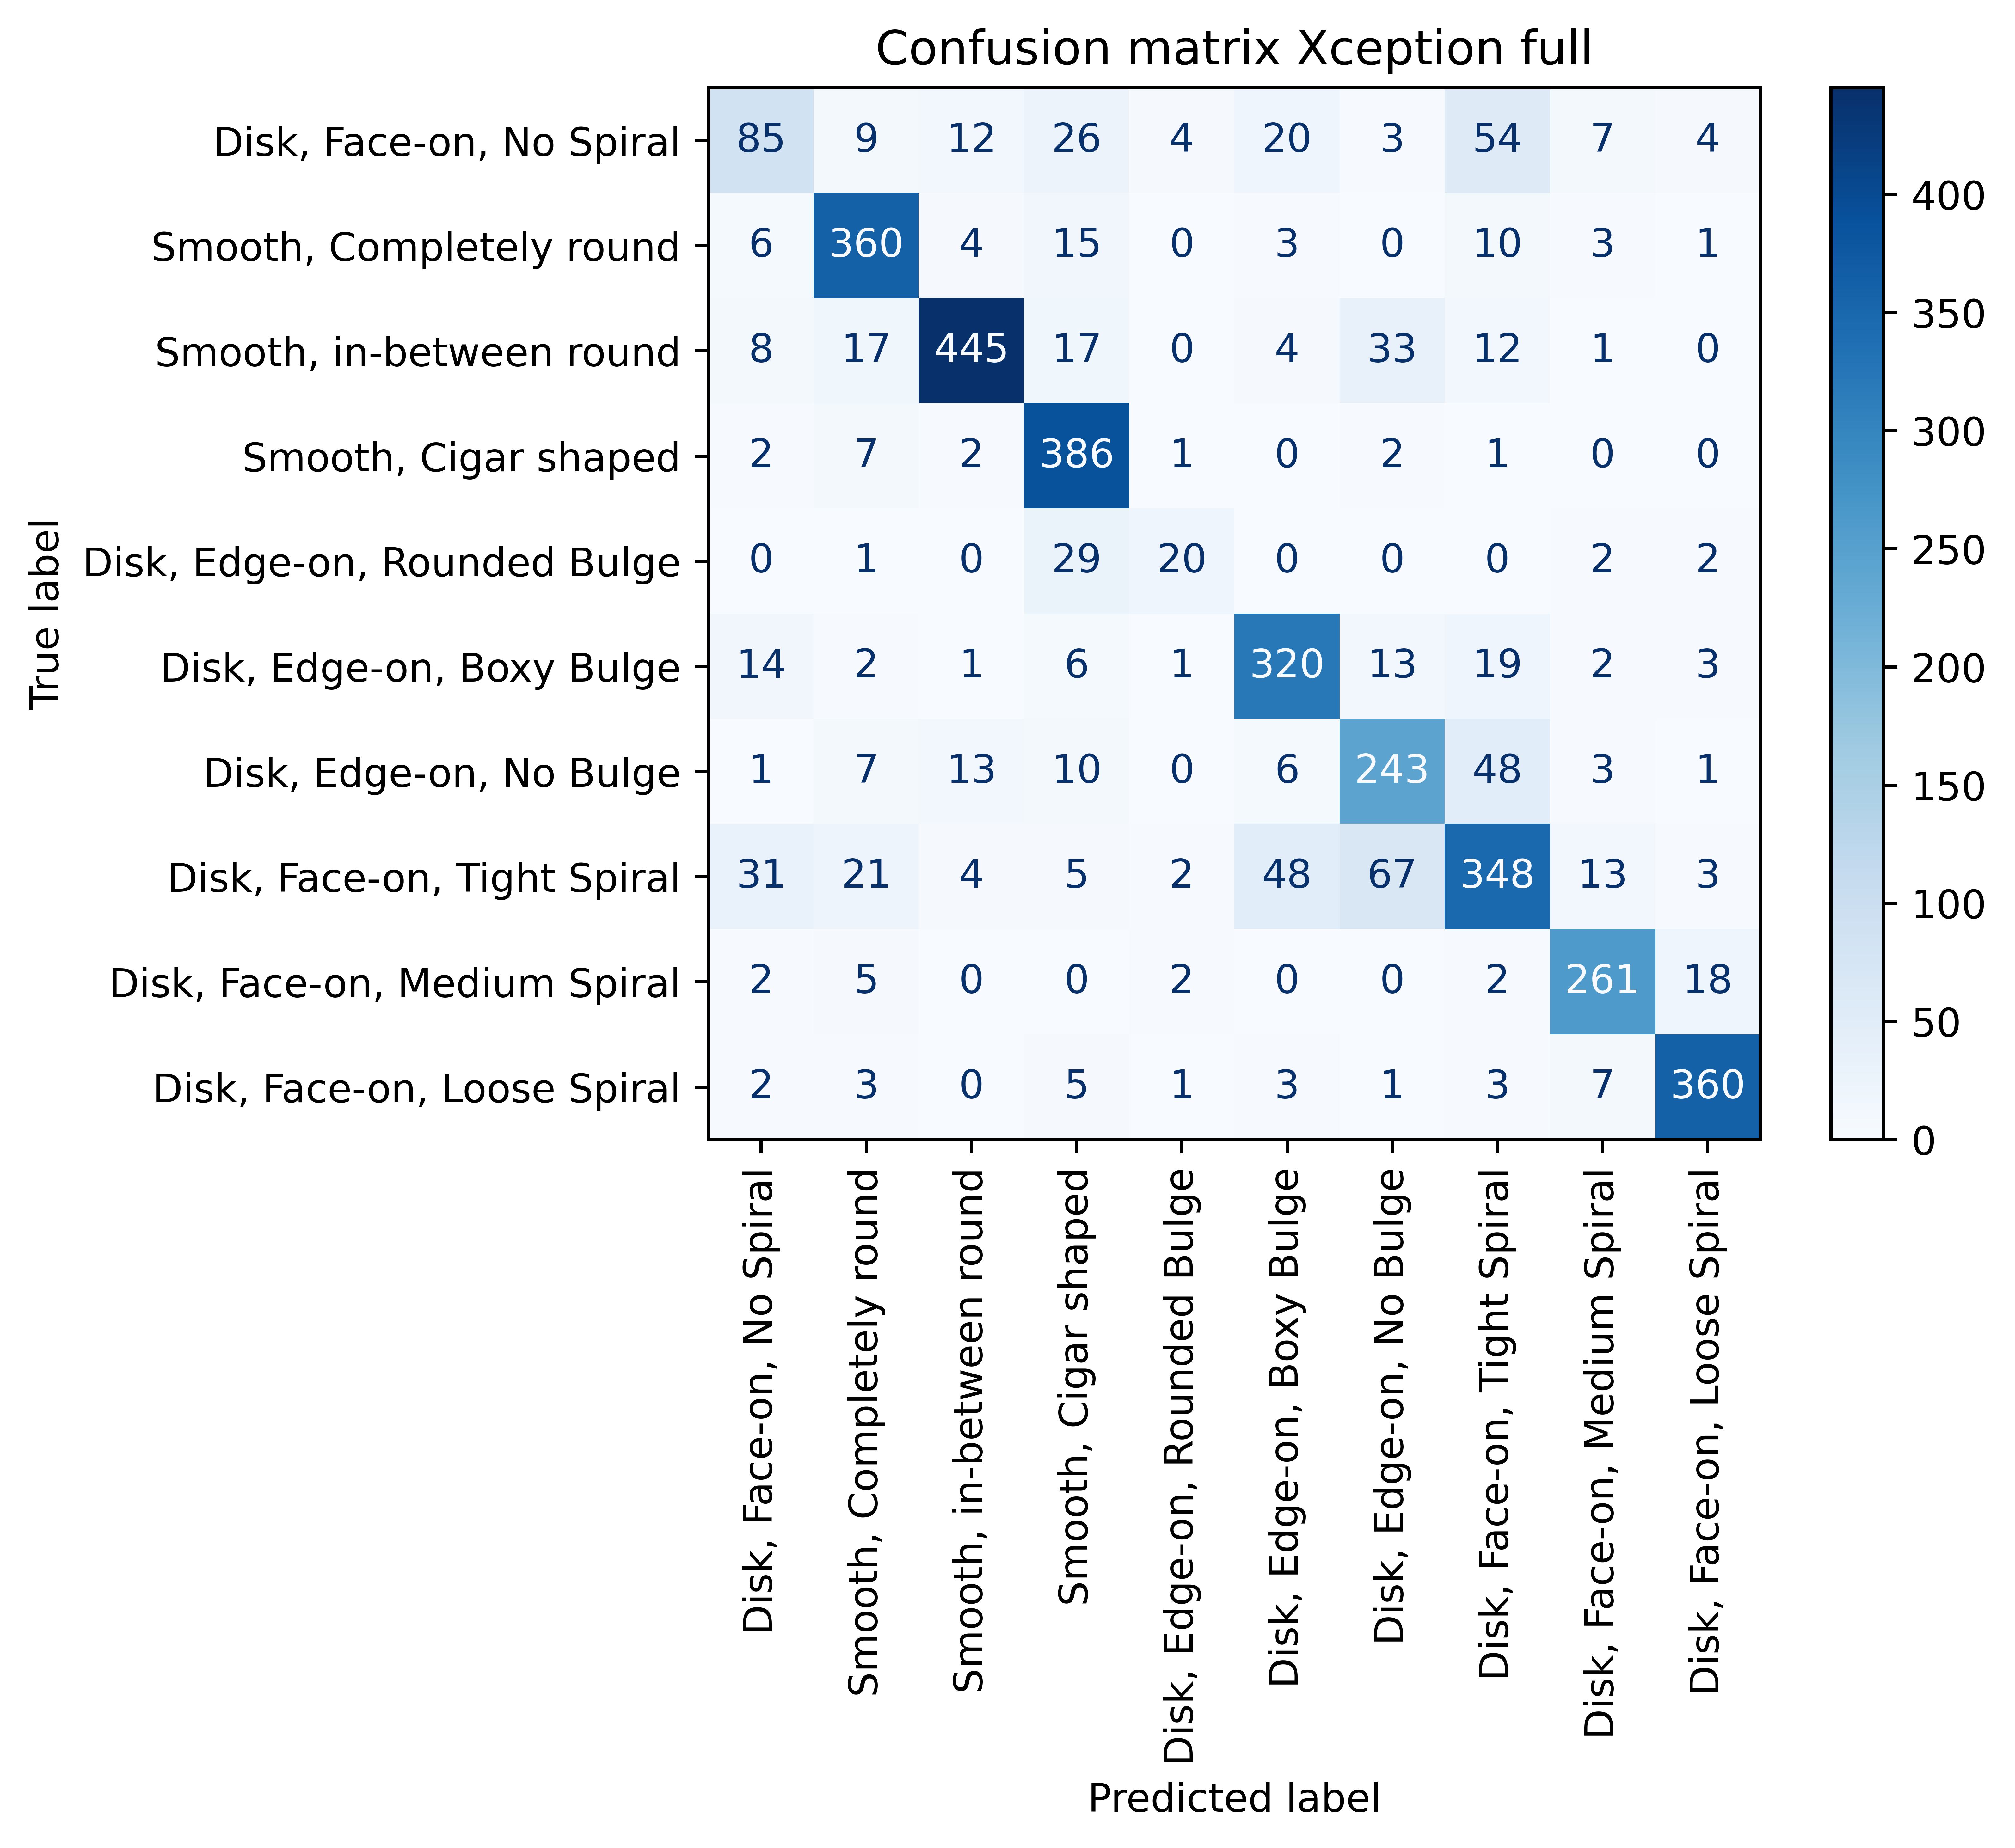 Confusion matrix Xception full
True label
Disk, Face-on, No Spiral 85 9 12 26 4 20 3 54 7 4
Smooth, Completely round 6 360 4 15 0 3 0 10 3 1
Smooth, in-between round 8 17 445 17 0 4 33 12 1 0
Smooth, Cigar shaped 2 7 2 386 1 0 2 1 0 0
Disk, Edge-on, Rounded Bulge 0 1 0 29 20 0 0 0 2 2
Disk, Edge-on, Boxy Bulge 14 2 1 6 1 320 13 19 2 3
Disk, Edge-on, No Bulge 1 7 13 10 0 6 243 48 3 1
Disk, Face-on, Tight Spiral 31 21 4 5 2 48 67 348 13 3
Disk, Face-on, Medium Spiral 2 5 0 0 2 0 0 2 261 18
Disk, Face-on, Loose Spiral 2 3 0 5 1 3 1 3 7 360
Disk, Face-on, No Spiral
Smooth, Completely round
Smooth, in-between round
Smooth, Cigar shaped
Disk, Edge-on, Rounded Bulge
Disk, Edge-on, Boxy Bulge
Disk, Edge-on, No Bulge
Disk, Face-on, Tight Spiral
Disk, Face-on, Medium Spiral
Disk, Face-on, Loose Spiral
Predicted label
400
350
300
250
200
150
100
50
0